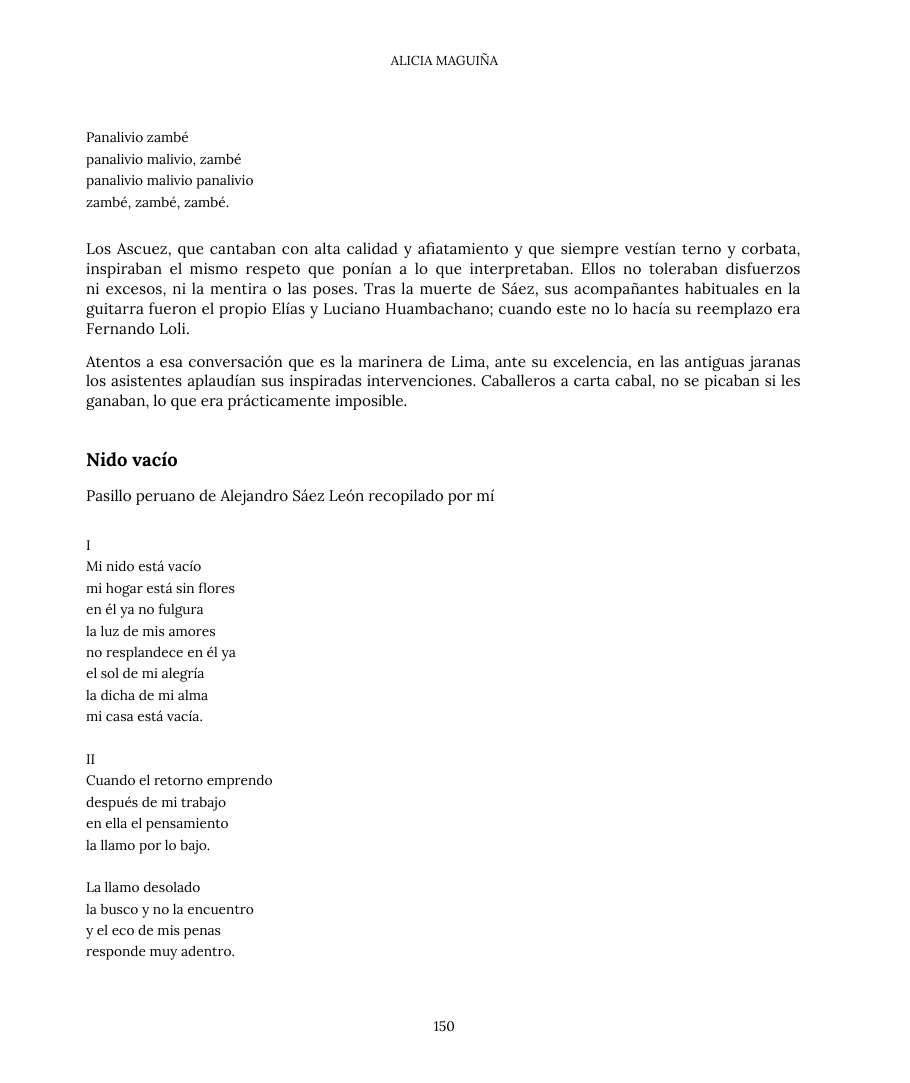 ALICIA MAGUIÑA
Panalivio zambé
panalivio malivio, zambé
panalivio malivio panalivio
zambé, zambé, zambé.
Los Ascuez, que cantaban con alta calidad y afiatamiento y que siempre vestían terno y corbata,
inspiraban el mismo respeto que ponían a lo que interpretaban. Ellos no toleraban disfuerzos
ni excesos, ni la mentira o las poses. Tras la muerte de Sáez, sus acompañantes habituales en la
guitarra fueron el propio Elías y Luciano Huambachano; cuando este no lo hacía su reemplazo era
Fernando Loli.
Atentos a esa conversación que es la marinera de Lima, ante su excelencia, en las antiguas jaranas
los asistentes aplaudían sus inspiradas intervenciones. Caballeros a carta cabal, no se picaban si les
ganaban, lo que era prácticamente imposible.
Nido vacío
Pasillo peruano de Alejandro Sáez León recopilado por mí
I
Mi nido está vacío
mi hogar está sin flores
en él ya no fulgura
la luz de mis amores
no resplandece en él ya
el sol de mi alegría
la dicha de mi alma
mi casa está vacía.
II
Cuando el retorno emprendo
después de mi trabajo
en ella el pensamiento
la llamo por lo bajo.
La llamo desolado
la busco y no la encuentro
y el eco de mis penas
responde muy adentro.
150